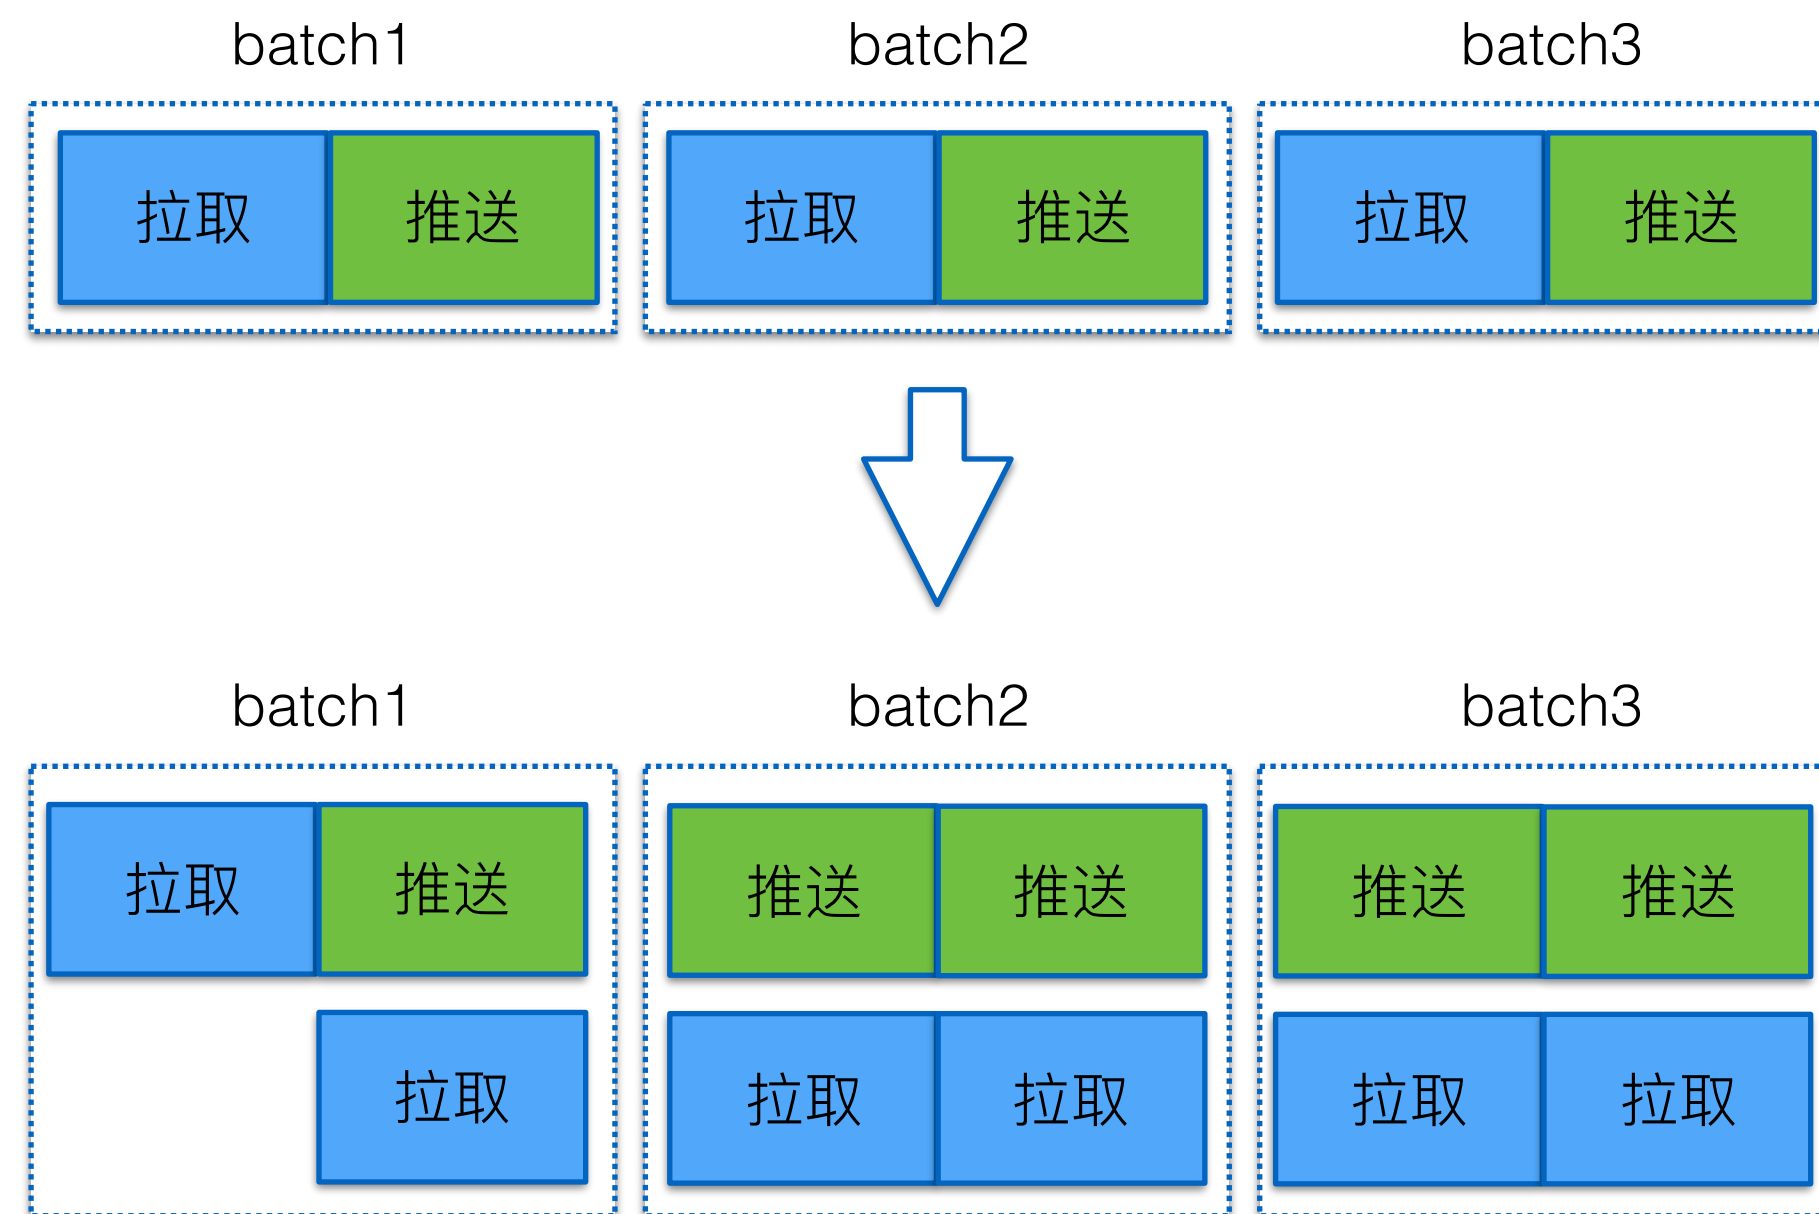 batch1 batch2 batch3
拉取 推送 拉取 推送 拉取 推送
batch1 batch2 batch3
拉取 推送 推送 推送 推送 推送
拉取 拉取 拉取 拉取 拉取